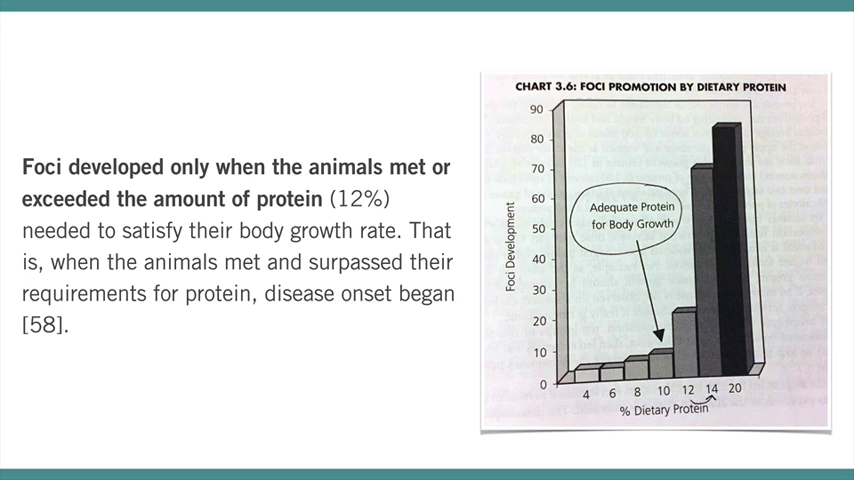 Foci developed only when the animals met or
exceeded the amount of protein (12%)
needed to satisfy their body growth rate. That
is, when the animals met and surpassed their
requirements for protein, disease onset began
[58].
CHART 3.6: FOCI PROMOTION BY DIETARY PROTEIN
90
80
70
60
50
40
30
20
10
0
Foci Development
Adequate Protein
for Body Growth
4 6 8 10 12 14 20
% Dietary Protein